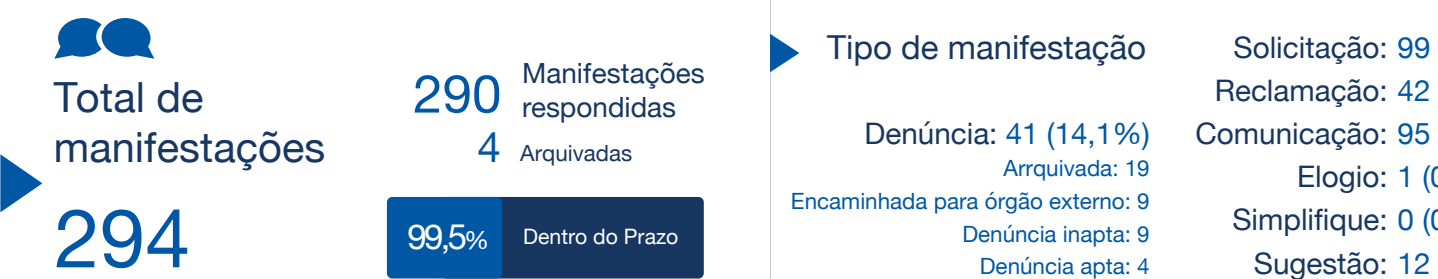 Total de
manifestações
294
290 Manifestações
respondidas
4 Arquivadas
99,5% Dentro do Prazo
Tipo de manifestação
Denúncia: 41 (14,1%)
Arrquivada: 19
Encaminhada para órgão externo: 9
Denúncia inapta: 9
Denúncia apta: 4
Solicitação: 99
Reclamação: 42
Comunicação: 95
Elogio: 1 (0
Simplifique: 0 (0
Sugestão: 12